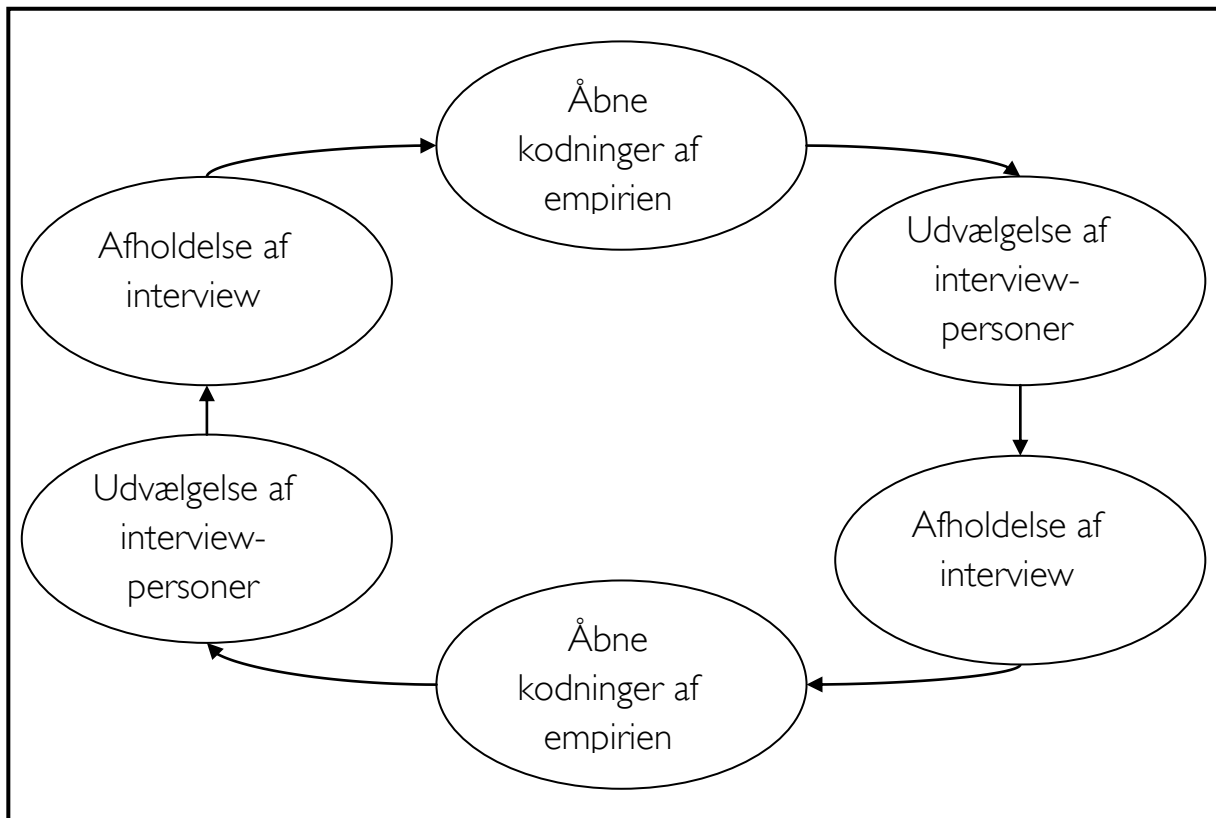 Åbne
kodninger af
empirien
Afholdelse af
interview
Udvælgelse af
interview-
personer
Udvælgelse af
interview-
personer
Afholdelse af
interview
Åbne
kodninger af
empirien